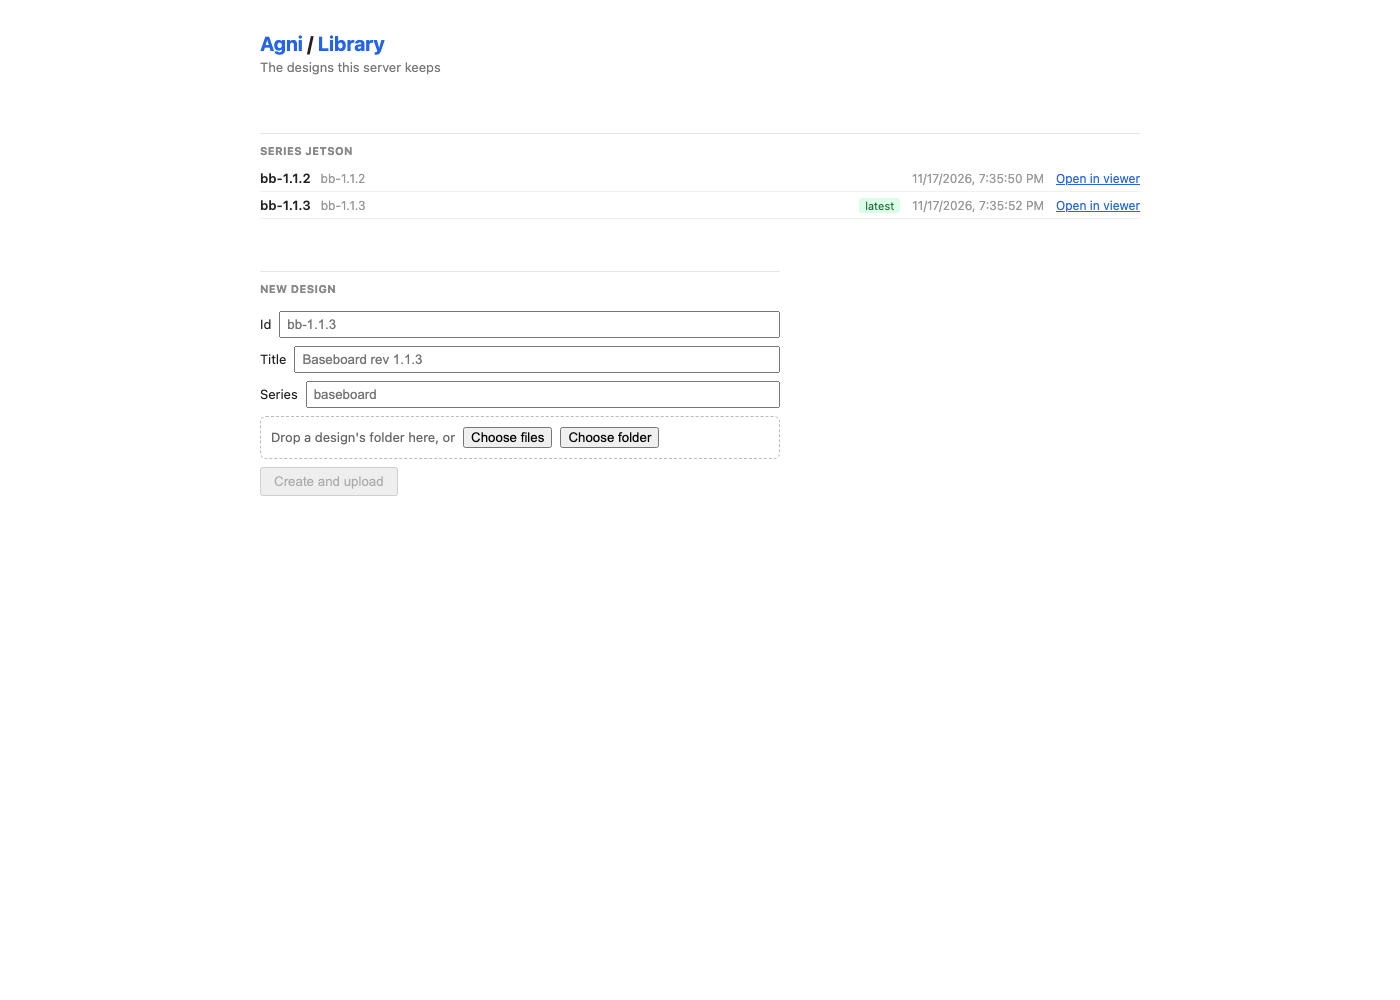 Agni / Library
The designs this server keeps
SERIES JETSON
bb-1.1.2 bb-1.1.2 11/17/2026, 7:35:50 PM Open in viewer
bb-1.1.3 bb-1.1.3 latest 11/17/2026, 7:35:52 PM Open in viewer
NEW DESIGN
Id bb-1.1.3
Title Baseboard rev 1.1.3
Series baseboard
Drop a design's folder here, or Choose files Choose folder
Create and upload